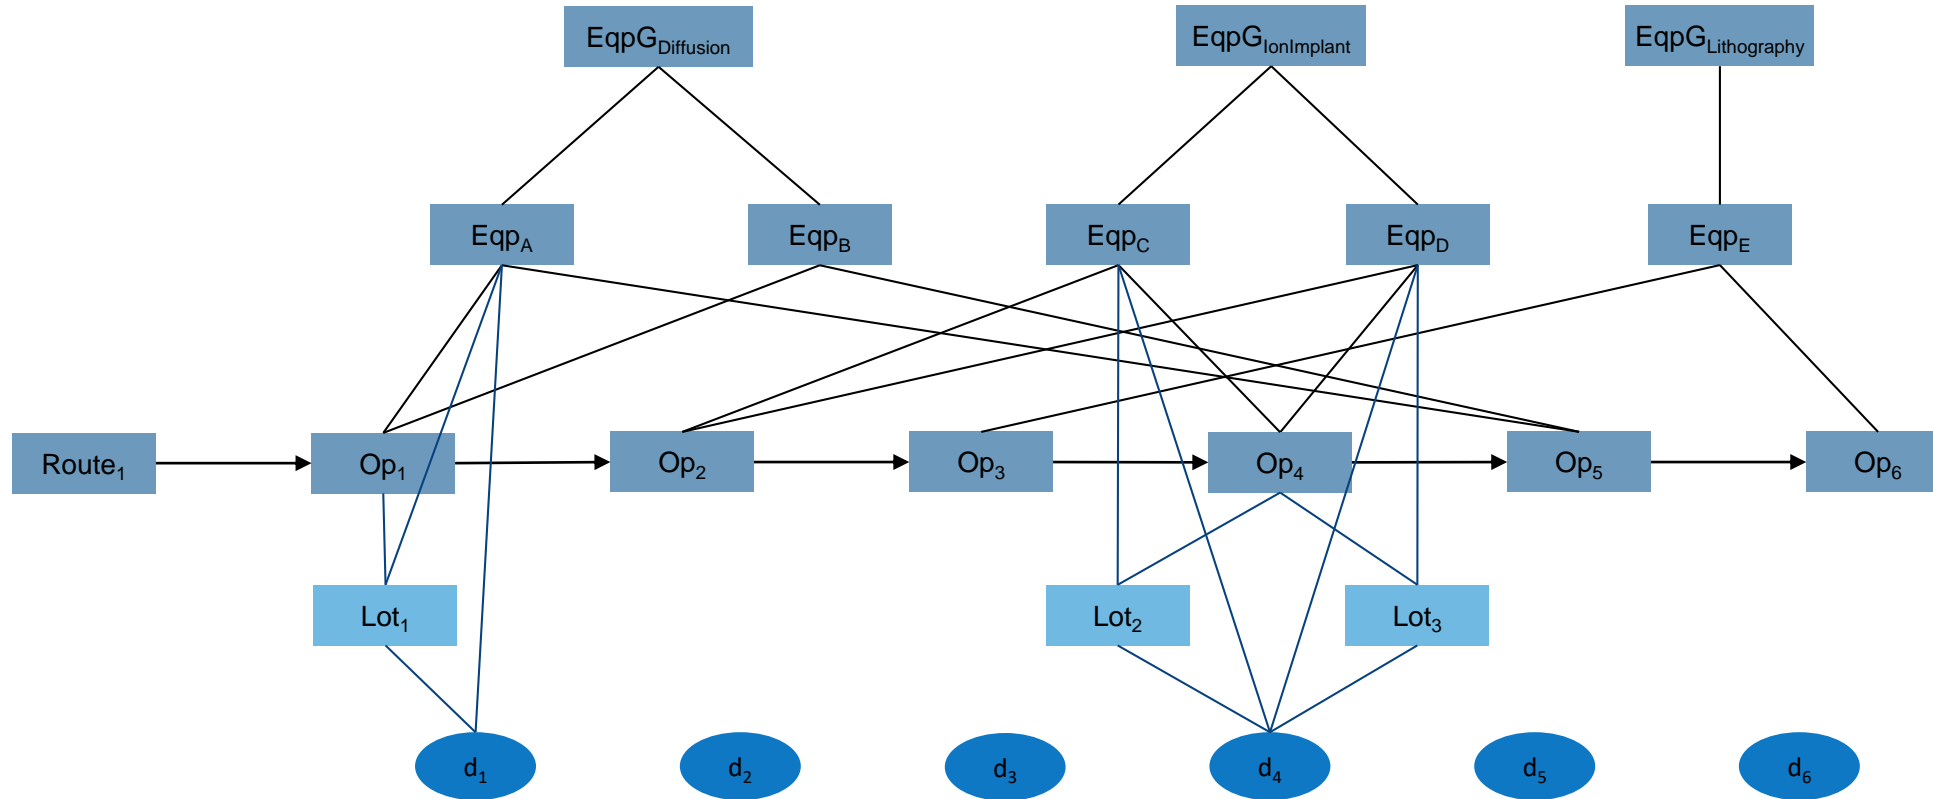 EqpG_Diffusion
EqpG_IonImplant
EqpG_Lithography
Eqp_A
Eqp_B
Eqp_C
Eqp_D
Eqp_E
Route_1
Op_1
Op_2
Op_3
Op_4
Op_5
Op_6
Lot_1
Lot_2
Lot_3
d_1
d_2
d_3
d_4
d_5
d_6